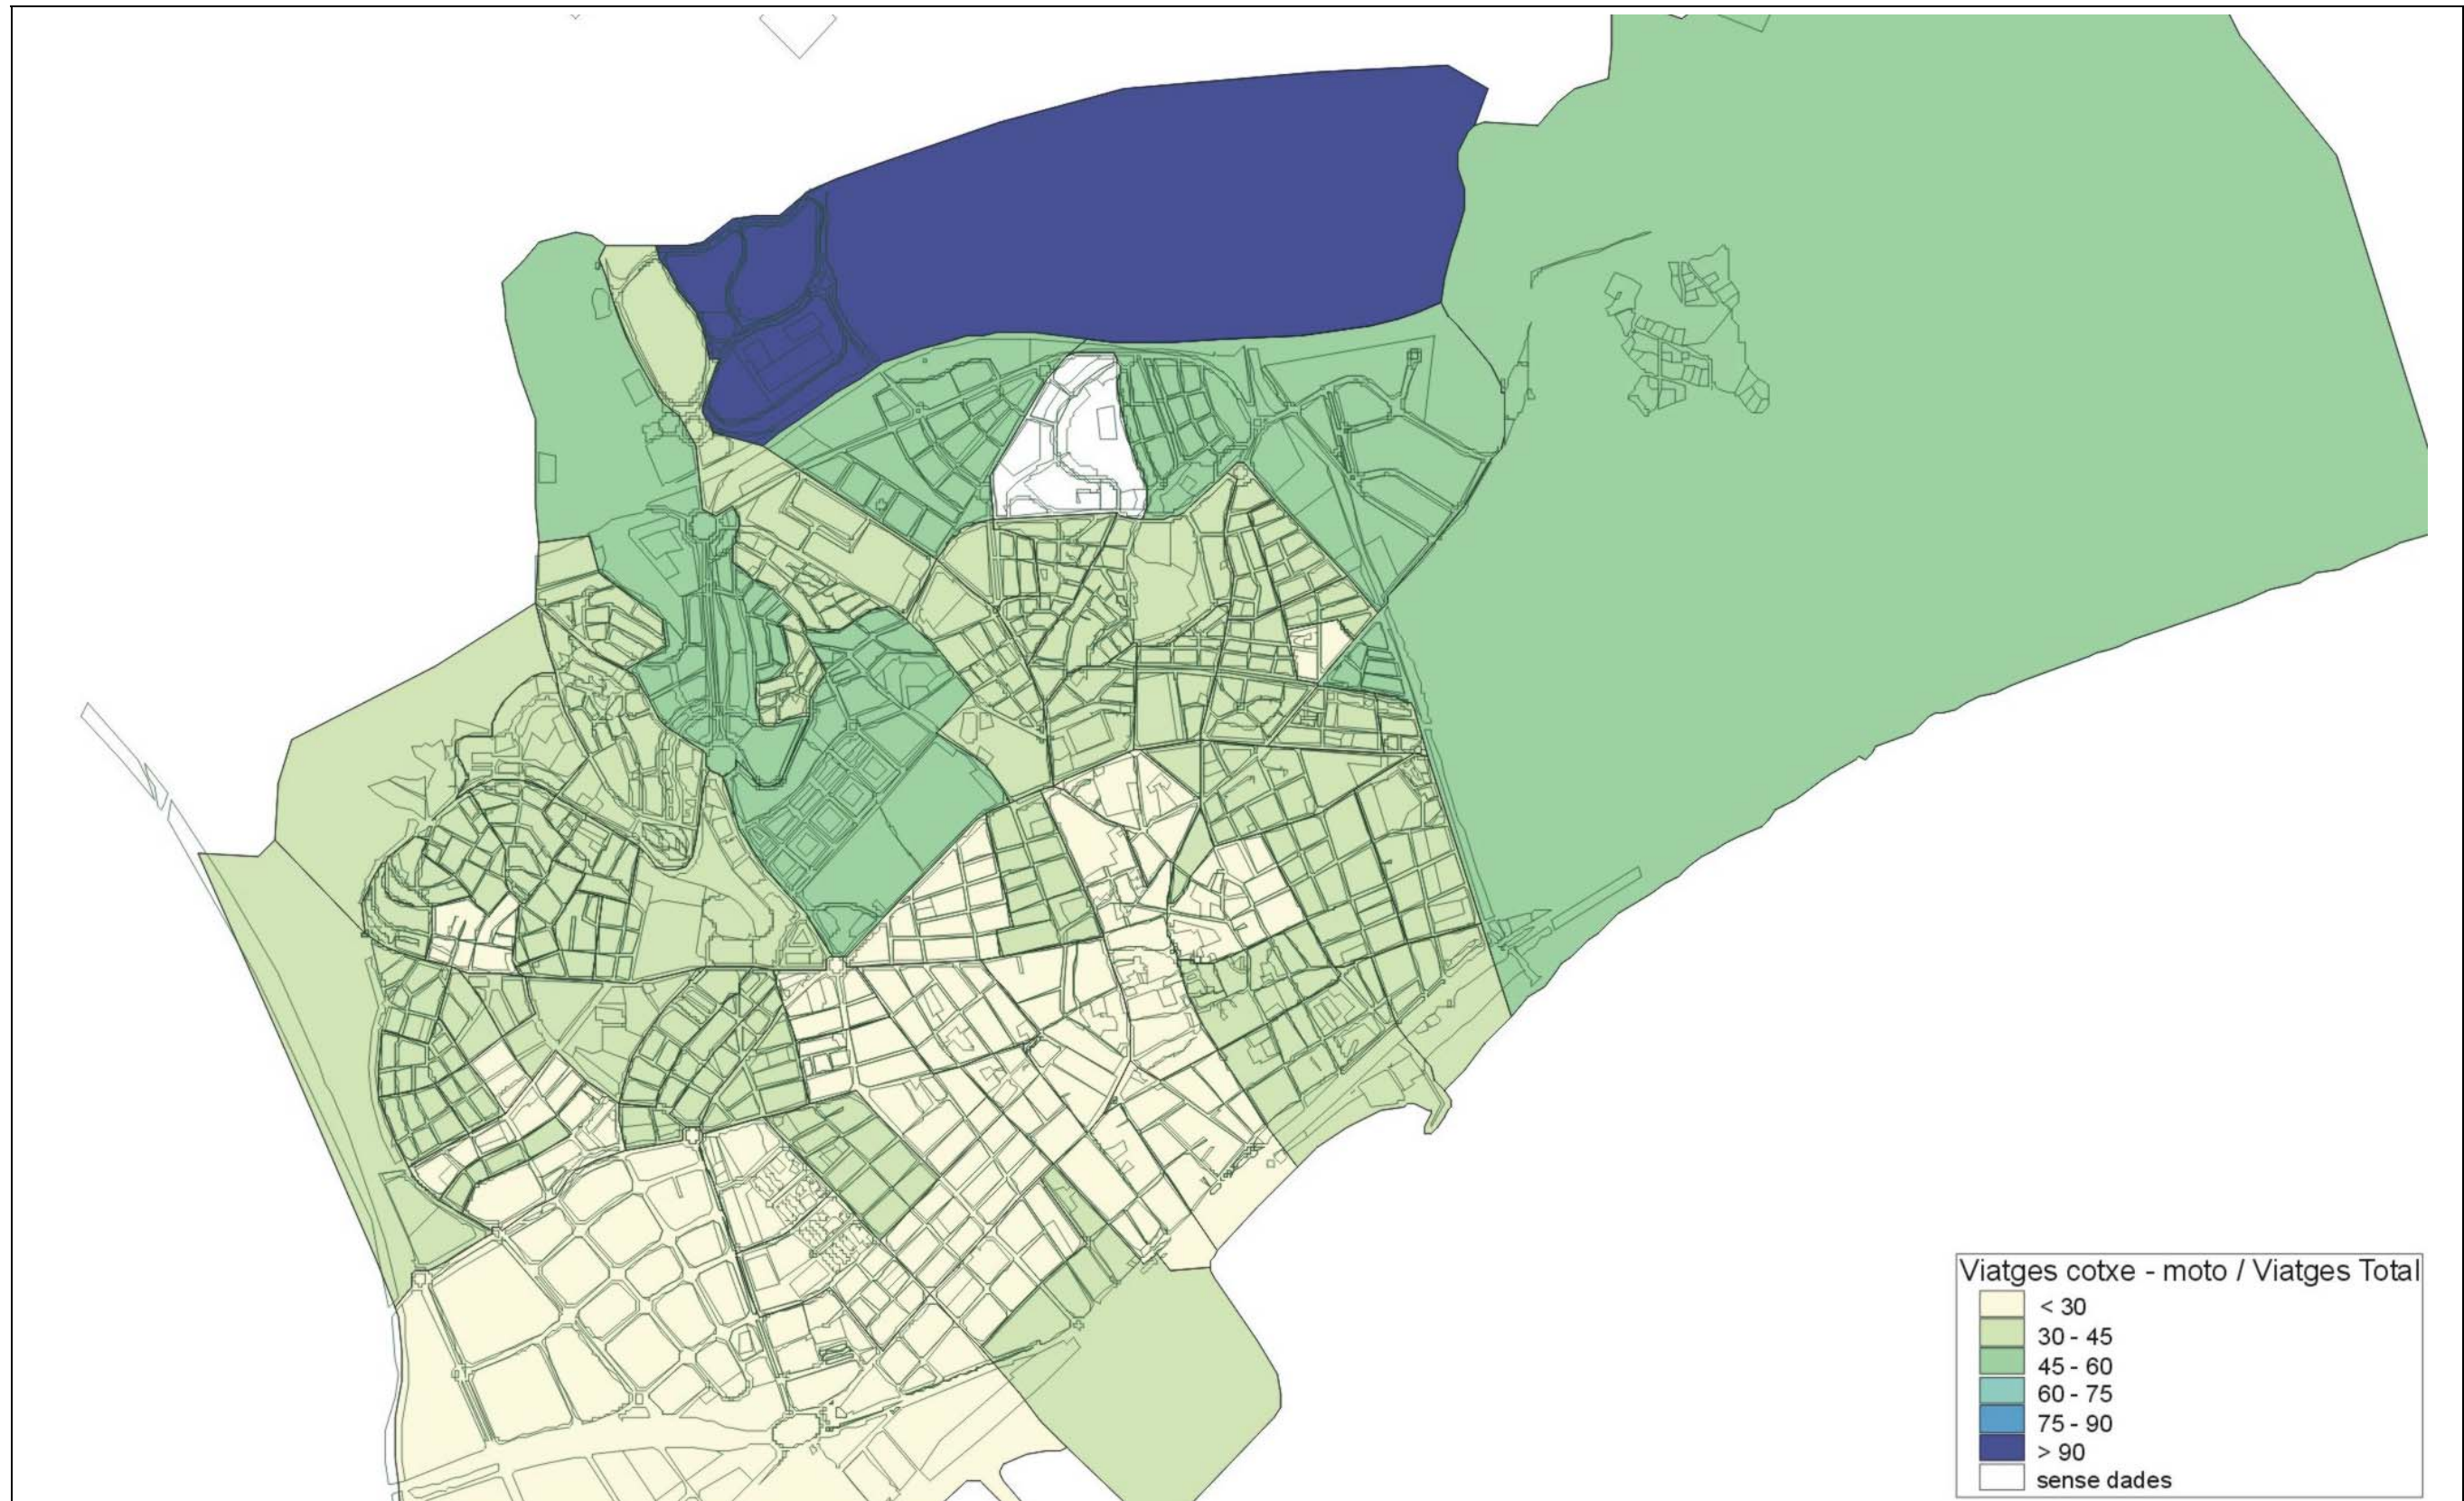 Viatges cotxe - moto / Viatges Total
< 30
30 - 45
45 - 60
60 - 75
75 - 90
> 90
sense dades